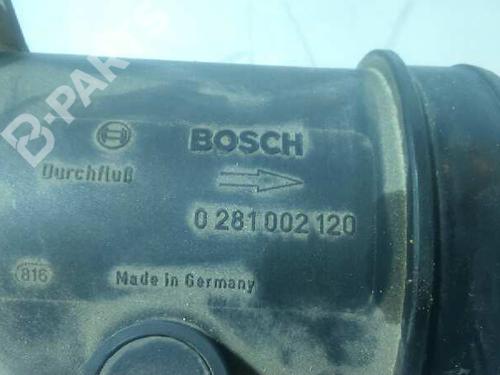 BOSCH
Durchfluß
0 281 002 120
816
Made in Germany
B-Parts